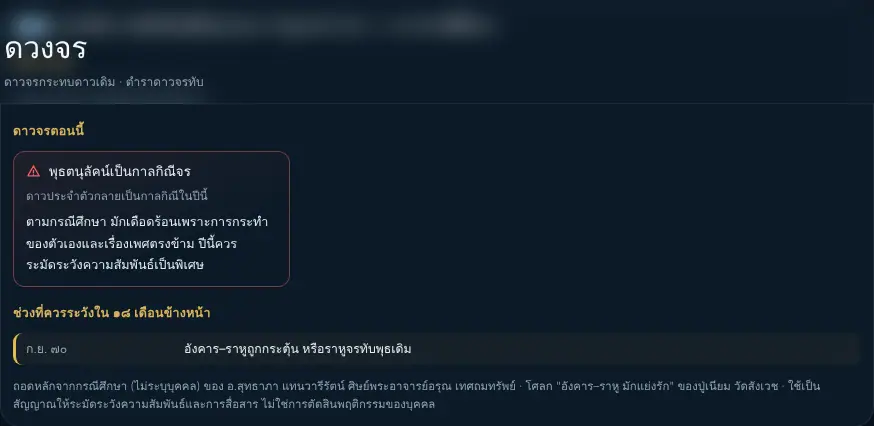 ดวงจร
ดาวจรกระทบดาวเดิม · ตำราดาวจรทับ
ดาวจรตอนนี้
พุธตนุลัคน์เป็นกาลกิณีจร
ดาวประจำตัวกลายเป็นกาลกิณีในปีนี้
ตามกรณีศึกษา มักเดือดร้อนเพราะการกระทำ
ของตัวเองและเรื่องเพศตรงข้าม ปีนี้ควร
ระมัดระวังความสัมพันธ์เป็นพิเศษ
ช่วงที่ควรระวังใน ๑๘ เดือนข้างหน้า
ก.ย. ๗๐ อังคาร–ราหูถูกกระตุ้น หรือราหูจรทับพุธเดิม
ถอดหลักจากกรณีศึกษา (ไม่ระบุบุคคล) ของ อ.สุทธาภา แทนวารีรัตน์ ศิษย์พระอาจารย์อรุณ เทศถมทรัพย์ · โศลก "อังคาร–ราหู มักแย่งรัก" ของปู่เนียม วัดสังเวช · ใช้เป็น
สัญญาณให้ระมัดระวังความสัมพันธ์และการสื่อสาร ไม่ใช่การตัดสินพฤติกรรมของบุคคล